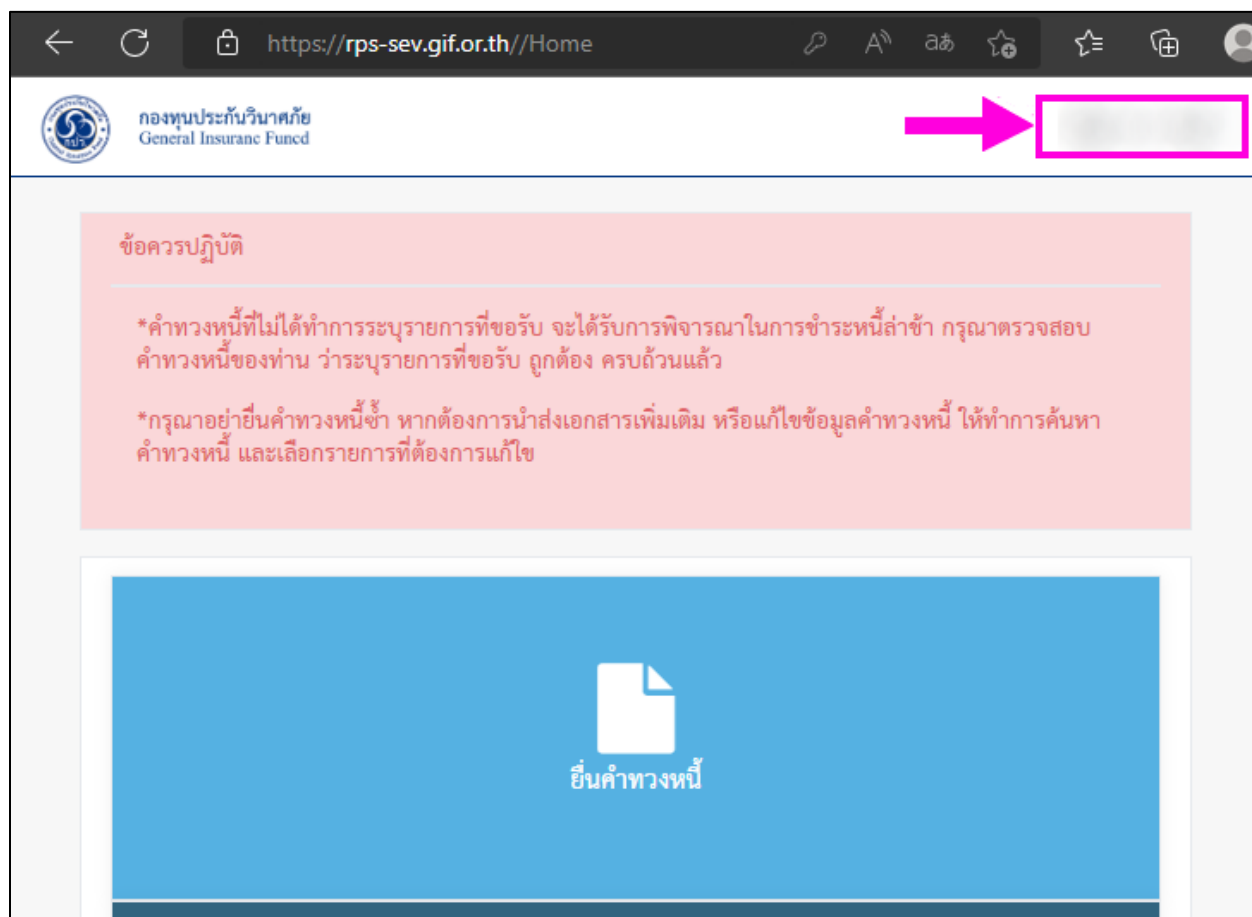 https://rps-sev.gif.or.th//Home
กองทุนประกันวินาศภัย
General Insuranc Funcd
กปว.
ข้อควรปฏิบัติ
*คำทวงหนี้ที่ไม่ได้ทำการระบุรายการที่ขอรับ จะได้รับการพิจารณาในการชำระหนี้ล่าช้า กรุณาตรวจสอบ
คำทวงหนี้ของท่าน ว่าระบุรายการที่ขอรับ ถูกต้อง ครบถ้วนแล้ว
*กรุณาอย่ายื่นคำทวงหนี้ซ้ำ หากต้องการนำส่งเอกสารเพิ่มเติม หรือแก้ไขข้อมูลคำทวงหนี้ ให้ทำการค้นหา
คำทวงหนี้ และเลือกรายการที่ต้องการแก้ไข
ยื่นคำทวงหนี้